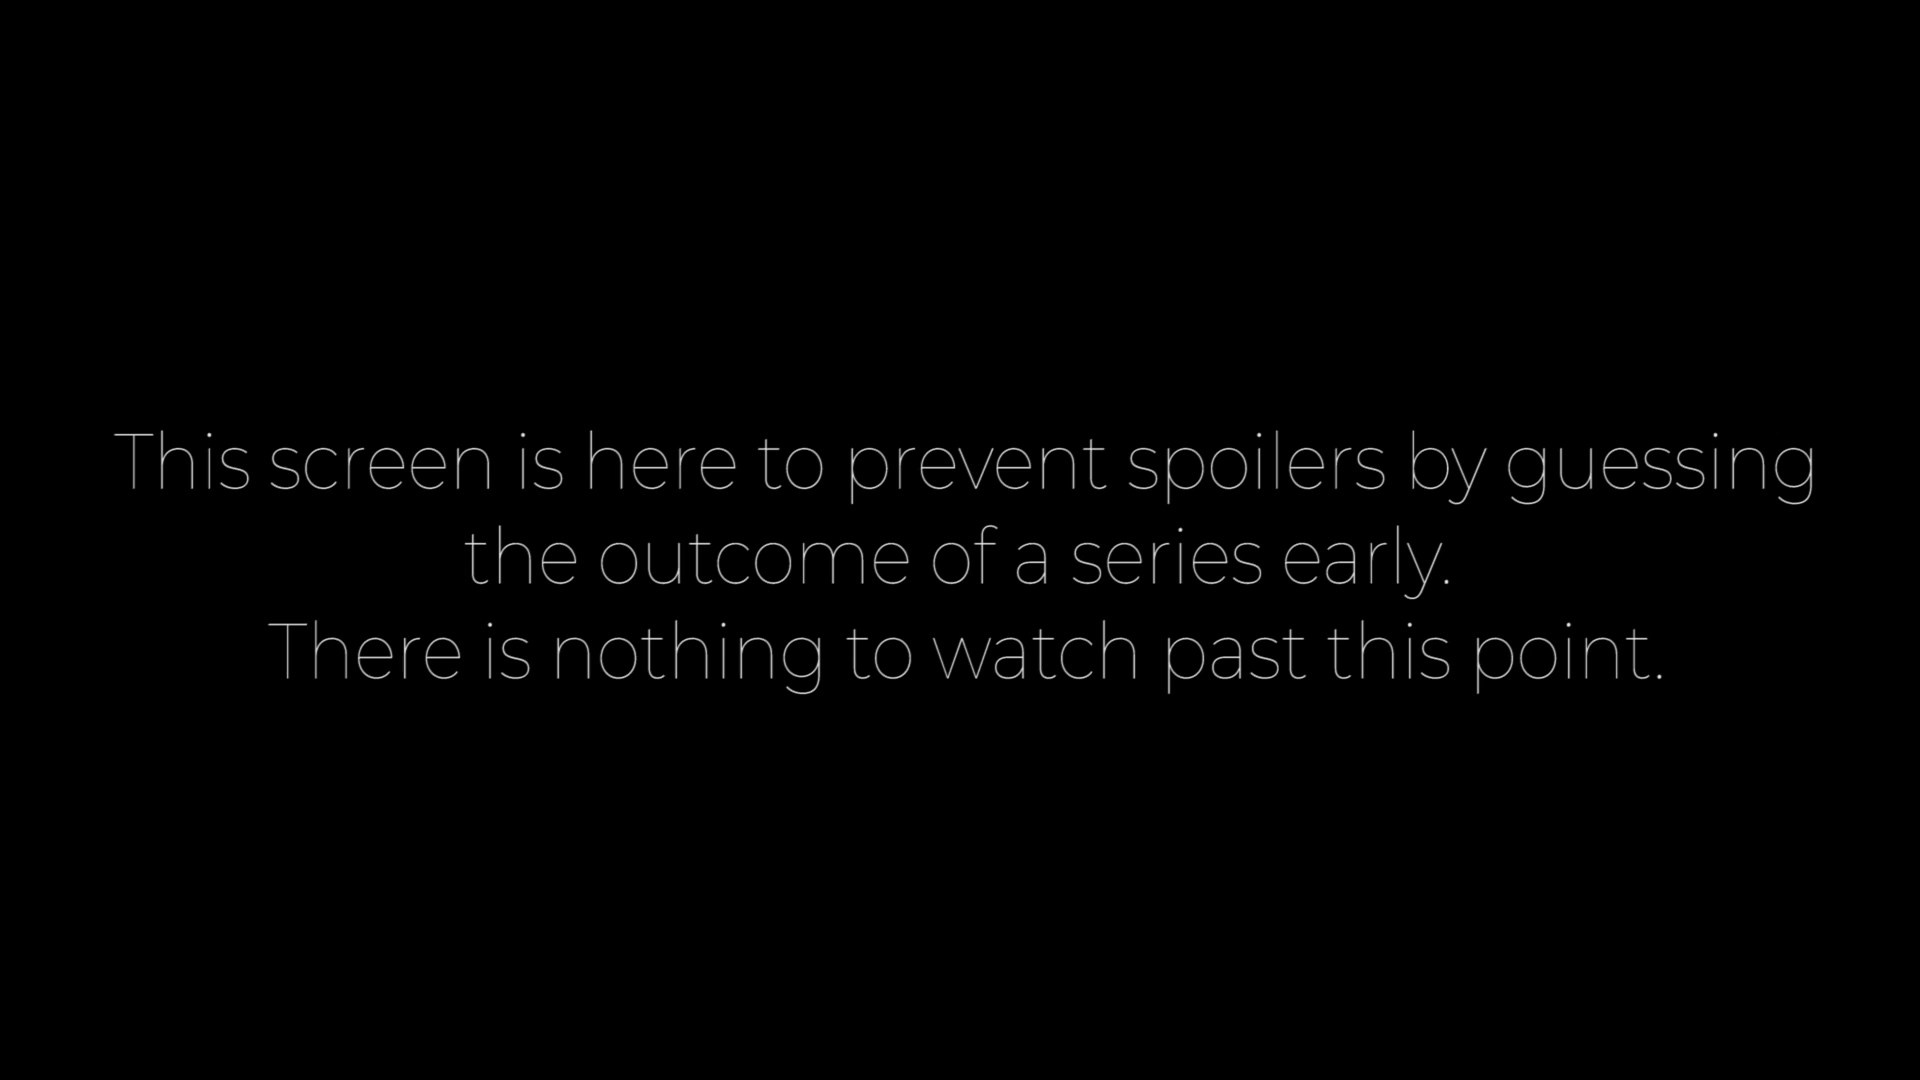 This screen is here to prevent spoilers by guessing
the outcome of a series early.
There is nothing to watch past this point.